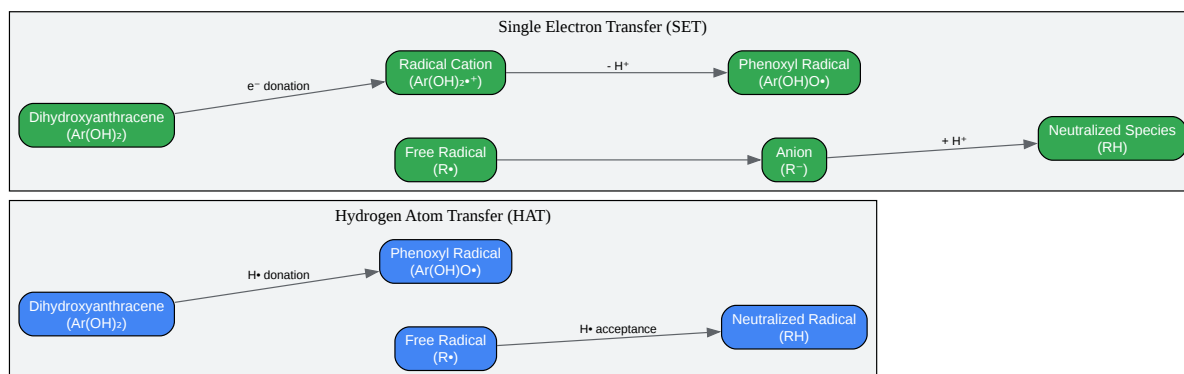 Single Electron Transfer (SET)
Radical Cation
(Ar(OH)₂•⁺)
- H⁺
Phenoxyl Radical
(Ar(OH)O•)
e⁻ donation
Dihydroxyanthracene
(Ar(OH)₂)
Free Radical
(R•)
Anion
(R⁻)
+ H⁺
Neutralized Species
(RH)
Hydrogen Atom Transfer (HAT)
Phenoxyl Radical
(Ar(OH)O•)
H• donation
Dihydroxyanthracene
(Ar(OH)₂)
Free Radical
(R•)
H• acceptance
Neutralized Radical
(RH)